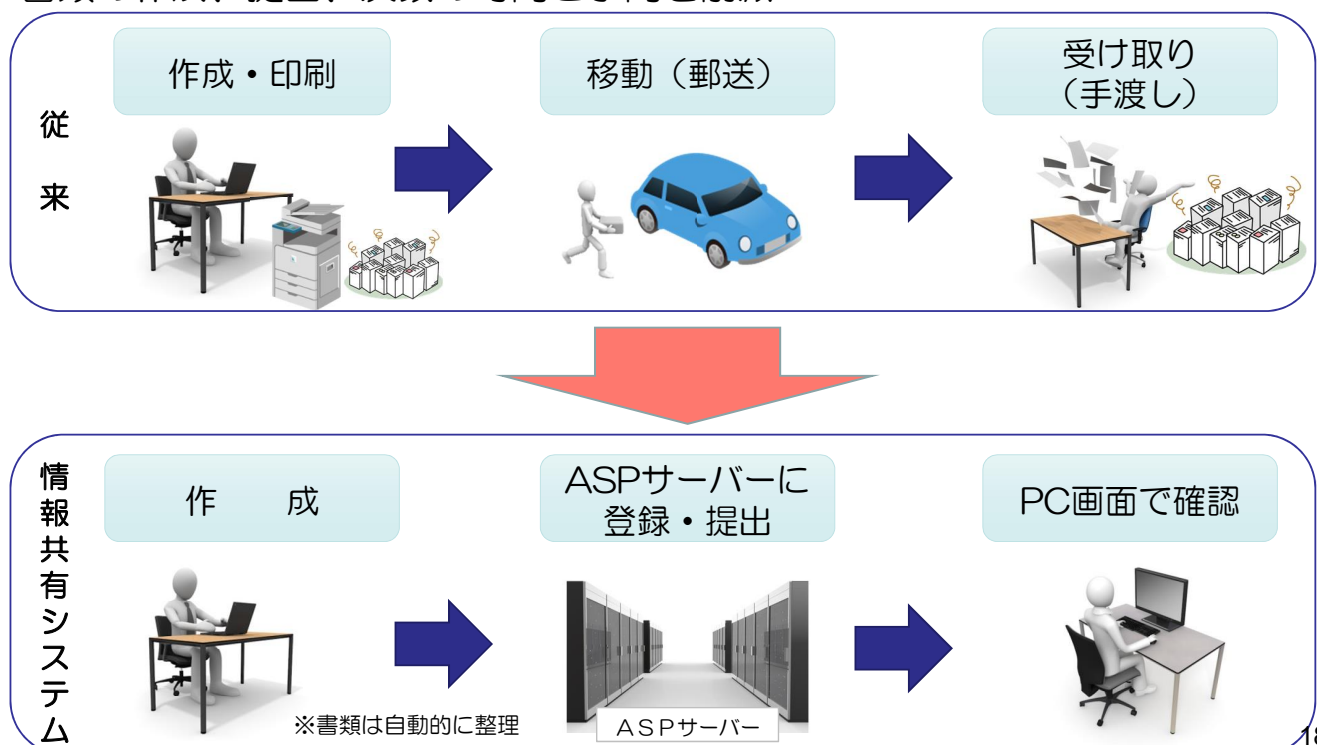 従来
作成・印刷
移動（郵送）
受け取り
（手渡し）
情報共有システム
作　　成
ASPサーバーに
登録・提出
PC画面で確認
※書類は自動的に整理
ASPサーバー
18